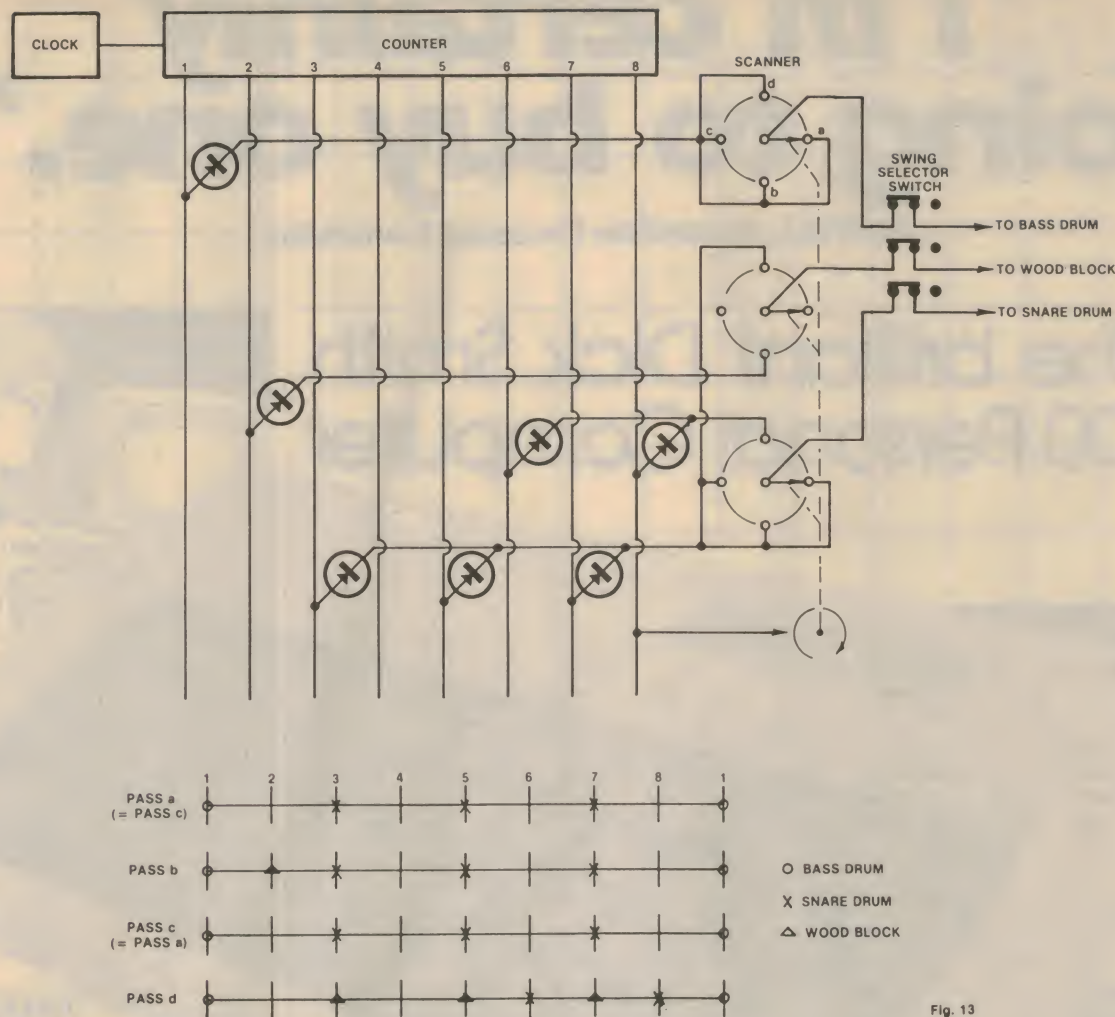 CLOCK
COUNTER
1 2 3 4 5 6 7 8
SCANNER
d
c
a
b
SWING
SELECTOR
SWITCH
TO BASS DRUM
TO WOOD BLOCK
TO SNARE DRUM
1 2 3 4 5 6 7 8 1
PASS a
(= PASS c)
PASS b
PASS c
(= PASS a)
PASS d
O BASS DRUM
X SNARE DRUM
△ WOOD BLOCK
Fig. 13